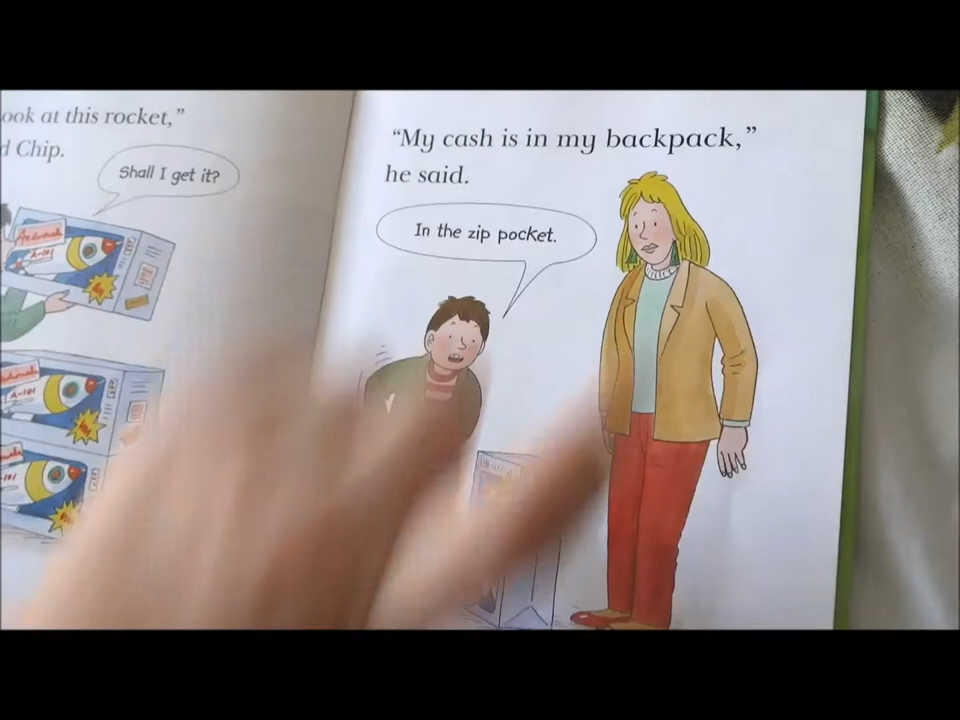 ook at this rocket,”
d Chip.
Shall I get it?
“My cash is in my backpack,”
he said.
In the zip pocket.